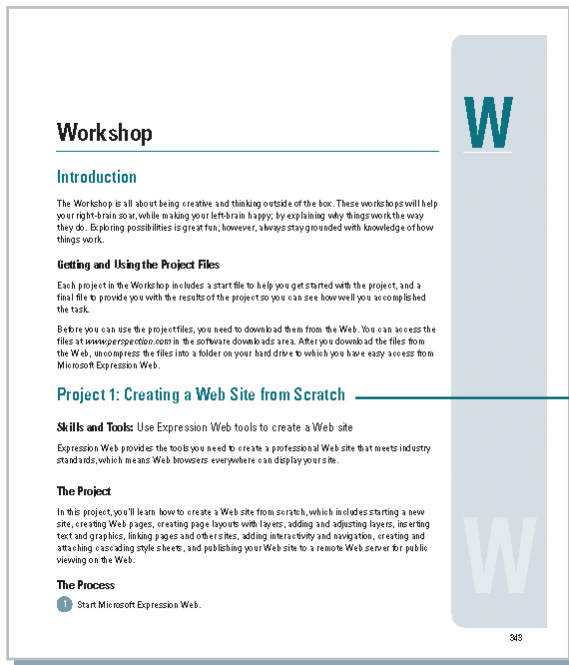 W
Workshop
Introduction
The Workshop is all about being creative and thinking outside of the box. These workshops will help
your right-brain soar, while making your left-brain happy; by explaining why things work the way
they do. Exploring possibilities is great fun; however, always stay grounded with knowledge of how
things work.
Getting and Using the Project Files
Each project in the Workshop includes a start file to help you get started with the project, and a
final file to provide you with the results of the project so you can see how well you accomplished
the task.
Before you can use the project files, you need to download them from the Web. You can access the
files at www.perspection.com in the software downloads area. After you download the files from
the Web, uncompress the files into a folder on your hard drive to which you have easy access from
Microsoft Expression Web.
Project 1: Creating a Web Site from Scratch
Skills and Tools: Use Expression Web tools to create a Web site
Expression Web provides the tools you need to create a professional Web site that meets industry
standards, which means Web browsers everywhere can display your site.
The Project
In this project, you'll learn how to create a Web site from scratch, which includes starting a new
site, creating Web pages, creating page layouts with layers, adding and adjusting layers, inserting
text and graphics, linking pages and other sites, adding interactivity and navigation, creating and
attaching cascading style sheets, and publishing your Web site to a remote Web server for public
viewing on the Web.
The Process
1 Start Microsoft Expression Web.
W
343